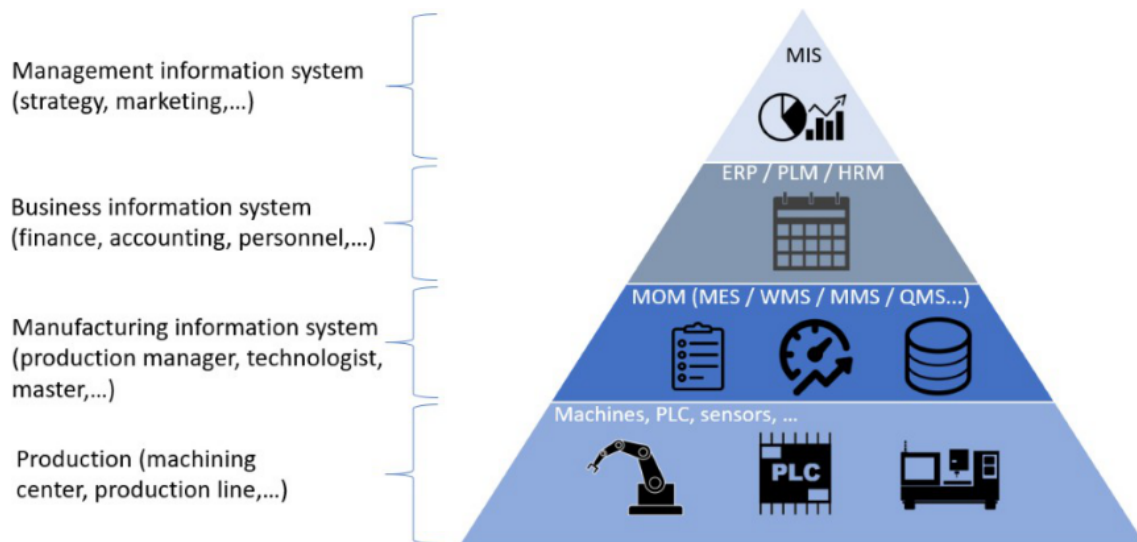 Management information system
(strategy, marketing,...)
MIS
Business information system
(finance, accounting, personnel,...)
ERP / PLM / HRM
Manufacturing information system
(production manager, technologist,
master,...)
MOM (MES / WMS / MMS / QMS...)
Production (machining
center, production line,...)
Machines, PLC, sensors, ...
PLC